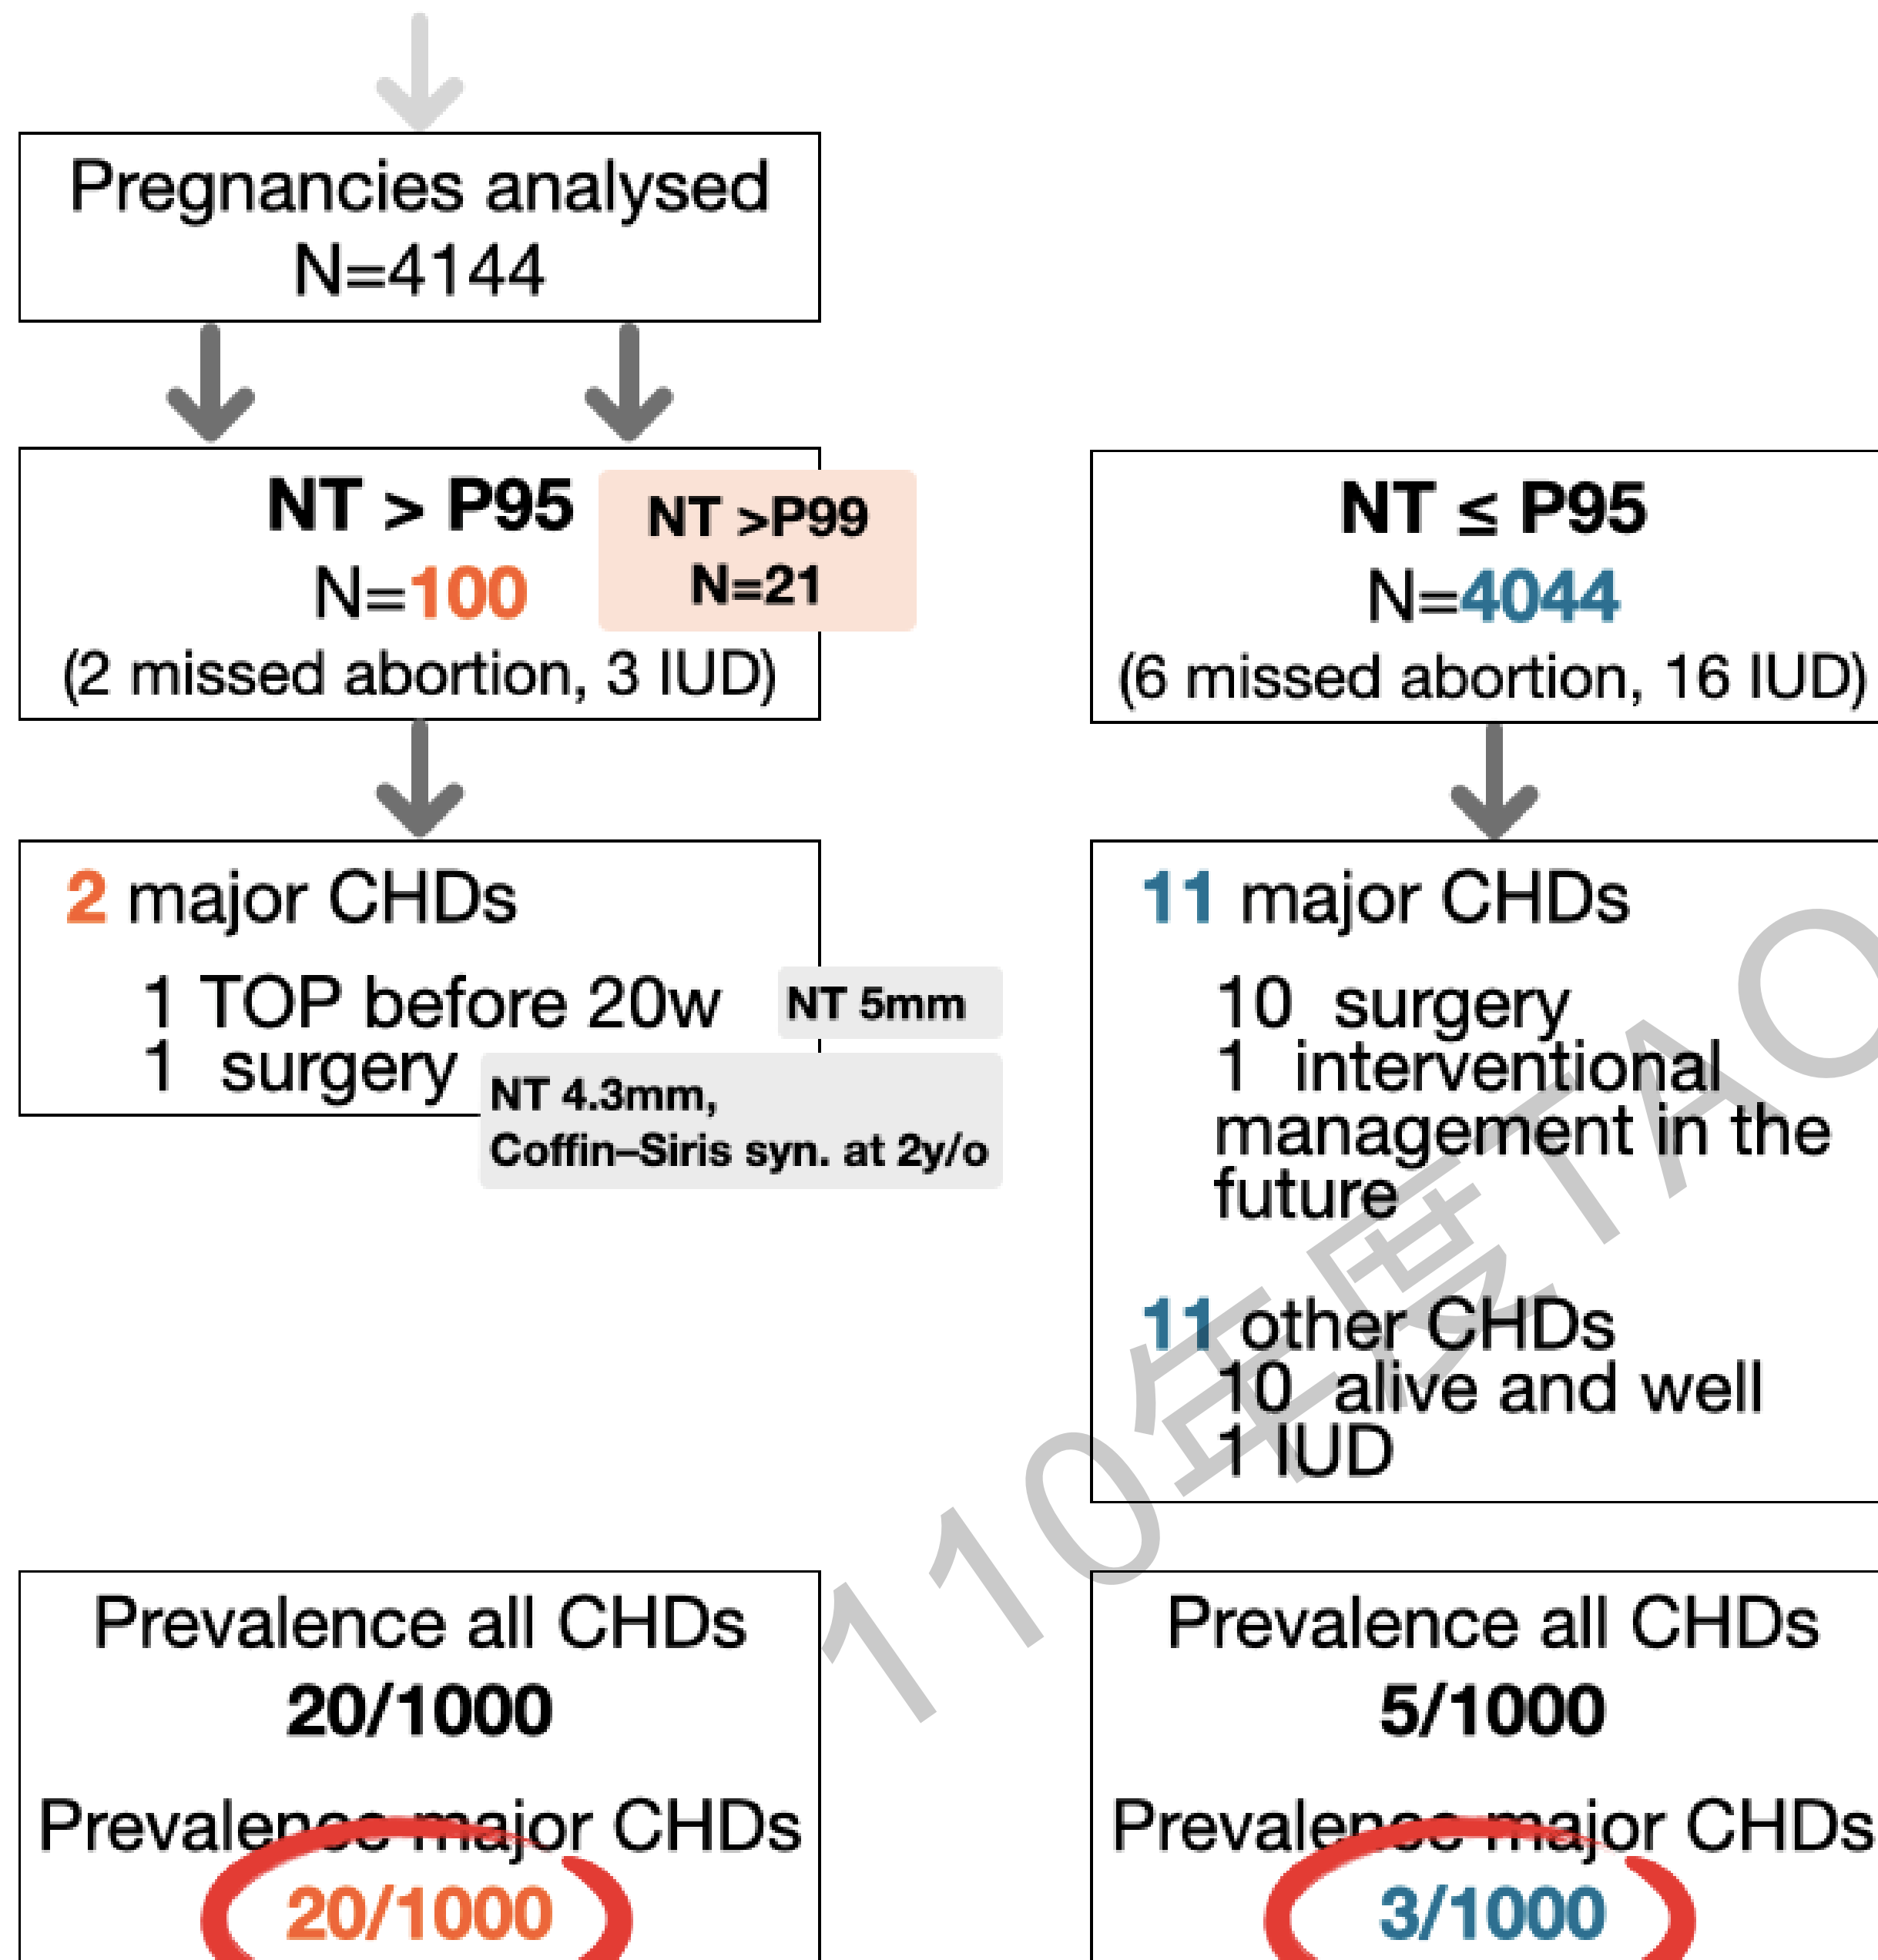 Pregnancies analysed
N=4144
NT > P95
N=100
(2 missed abortion, 3 IUD)
NT >P99
N=21
NT ≤ P95
N=4044
(6 missed abortion, 16 IUD)
2 major CHDs
1 TOP before 20w
NT 5mm
1 surgery
NT 4.3mm,
Coffin–Siris syn. at 2y/o
11 major CHDs
10 surgery
1 interventional
management in the
future
11 other CHDs
10 alive and well
1 IUD
110年度TAO
Prevalence all CHDs
20/1000
Prevalence major CHDs
20/1000
Prevalence all CHDs
5/1000
Prevalence major CHDs
3/1000